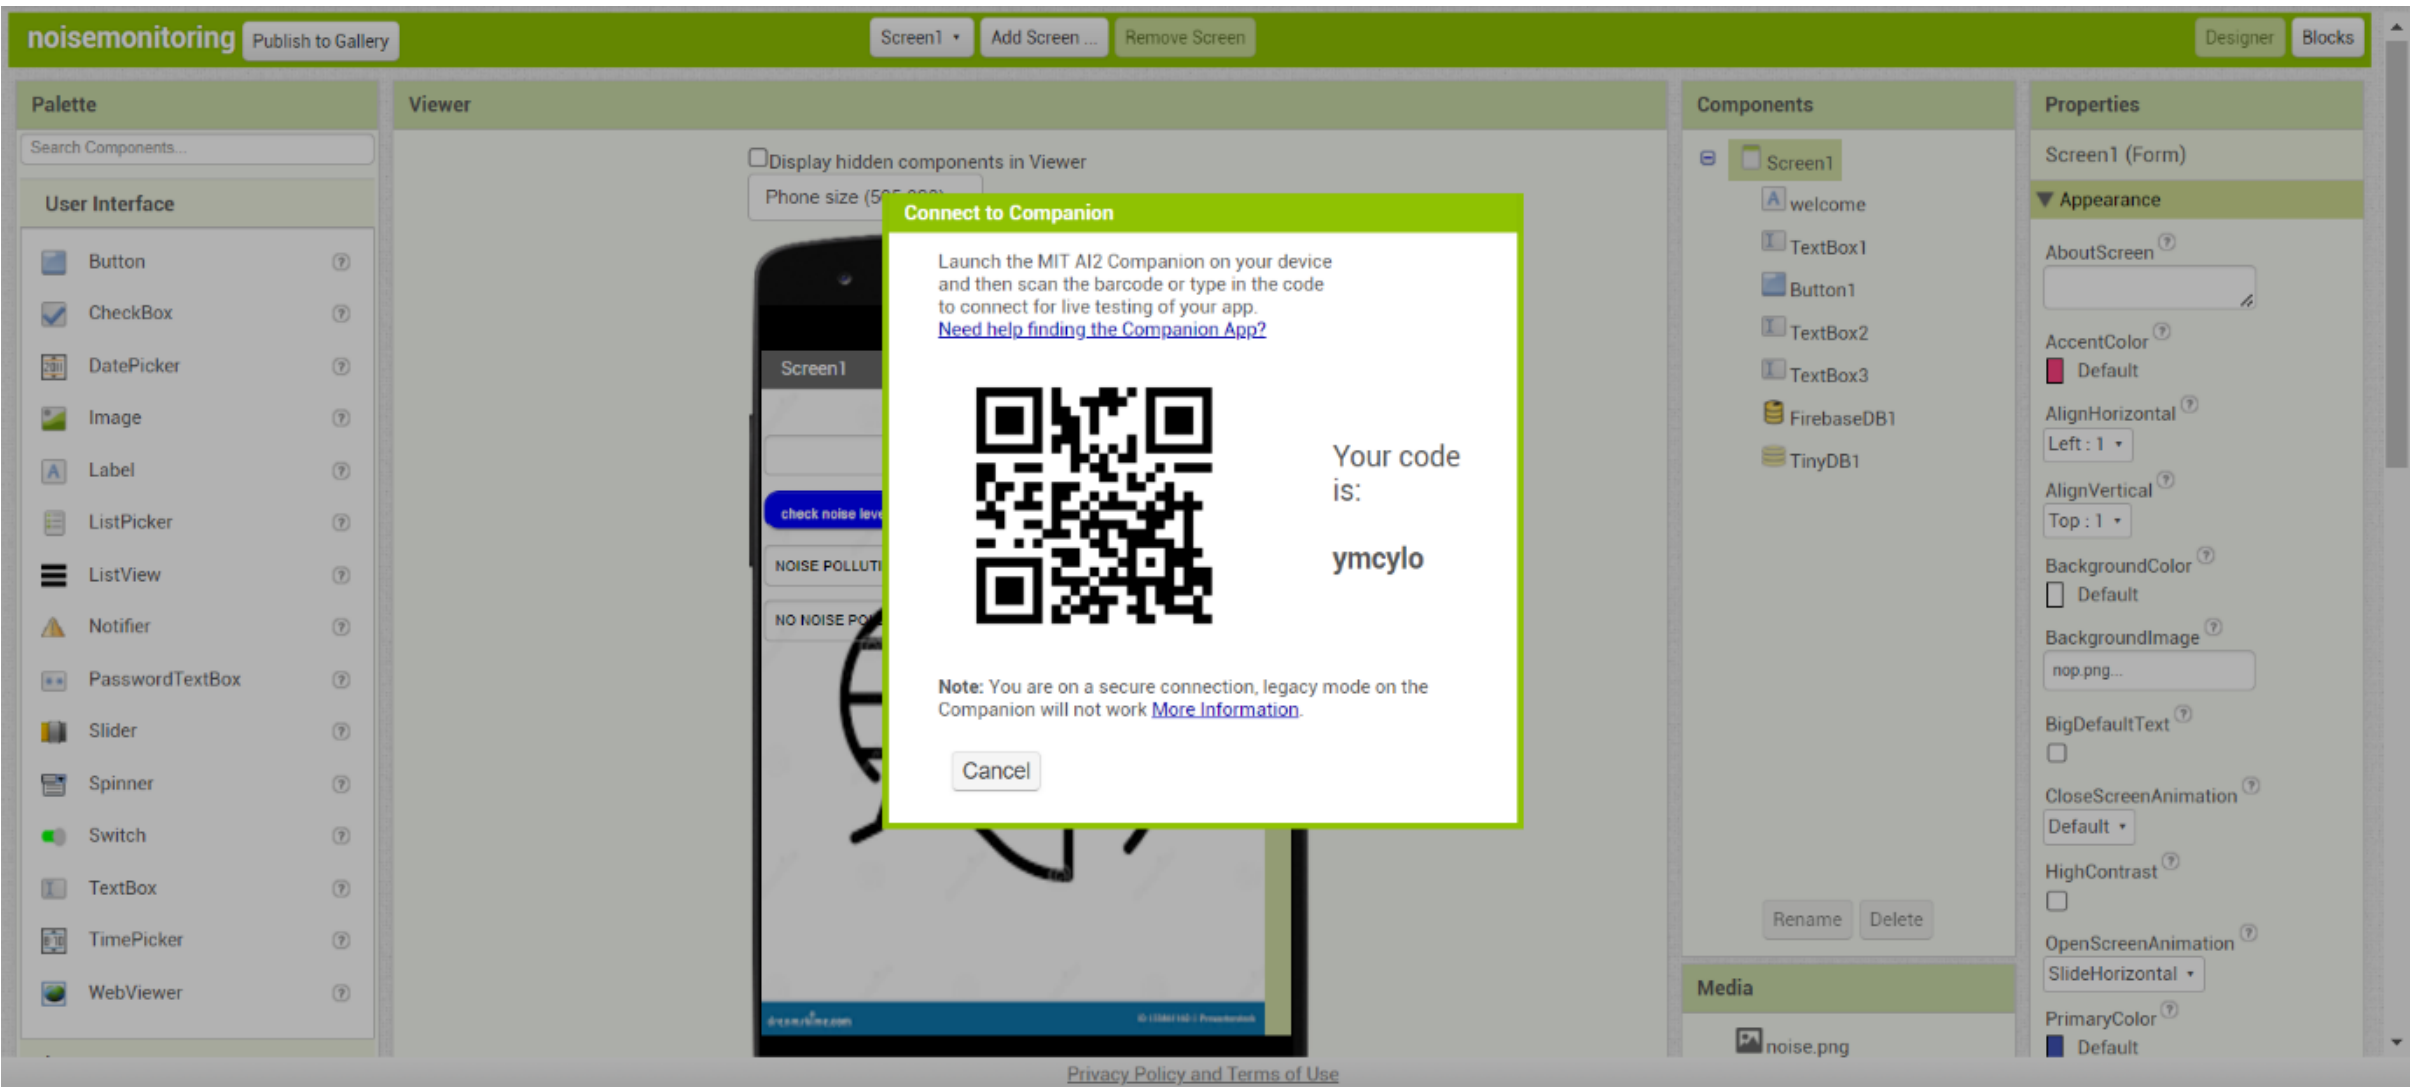 noisemonitoring
Publish to Gallery
Screen1
Add Screen ...
Remove Screen
Designer
Blocks
Palette
Search Components...
User Interface
Button
CheckBox
DatePicker
Image
Label
ListPicker
ListView
Notifier
PasswordTextBox
Slider
Spinner
Switch
TextBox
TimePicker
WebViewer
Viewer
Display hidden components in Viewer
Phone size (5
Screen1
check noise leve
NOISE POLLUTI
NO NOISE PO
dreamstime.com
Connect to Companion
Launch the MIT AI2 Companion on your device
and then scan the barcode or type in the code
to connect for live testing of your app.
Need help finding the Companion App?
Your code
is:
ymcylo
Note: You are on a secure connection, legacy mode on the
Companion will not work More Information.
Cancel
Components
Screen1
welcome
TextBox1
Button1
TextBox2
TextBox3
FirebaseDB1
TinyDB1
Rename
Delete
Media
noise.png
Properties
Screen1 (Form)
Appearance
AboutScreen
AccentColor
Default
AlignHorizontal
Left : 1
AlignVertical
Top : 1
BackgroundColor
Default
BackgroundImage
nop.png...
BigDefaultText
CloseScreenAnimation
Default
HighContrast
OpenScreenAnimation
SlideHorizontal
PrimaryColor
Default
Privacy Policy and Terms of Use